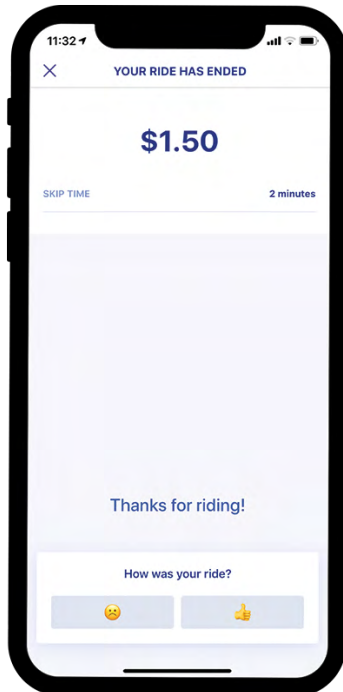 11:32
YOUR RIDE HAS ENDED
$1.50
SKIP TIME 2 minutes
Thanks for riding!
How was your ride?